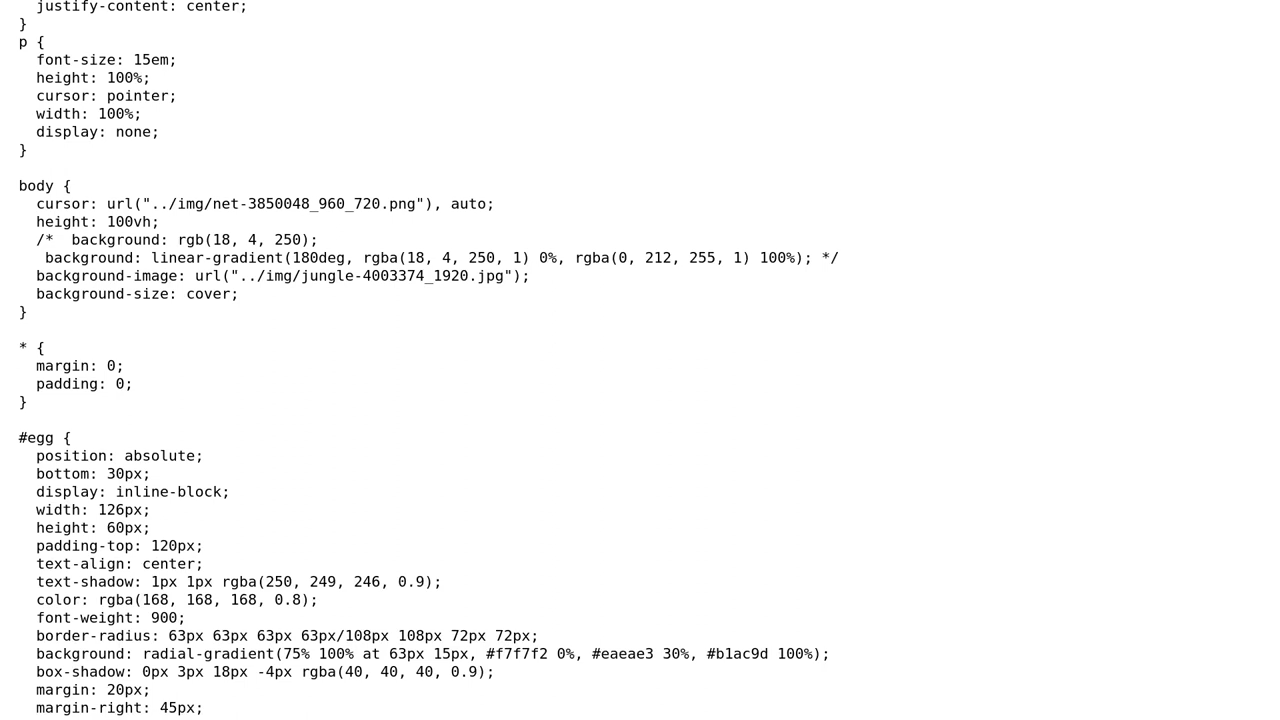 justify-content: center;
}
p {
  font-size: 15em;
  height: 100%;
  cursor: pointer;
  width: 100%;
  display: none;
}

body {
  cursor: url("../img/net-3850048_960_720.png"), auto;
  height: 100vh;
  /*  background: rgb(18, 4, 250);
   background: linear-gradient(180deg, rgba(18, 4, 250, 1) 0%, rgba(0, 212, 255, 1) 100%); */
  background-image: url("../img/jungle-4003374_1920.jpg");
  background-size: cover;
}

* {
  margin: 0;
  padding: 0;
}

#egg {
  position: absolute;
  bottom: 30px;
  display: inline-block;
  width: 126px;
  height: 60px;
  padding-top: 120px;
  text-align: center;
  text-shadow: 1px 1px rgba(250, 249, 246, 0.9);
  color: rgba(168, 168, 168, 0.8);
  font-weight: 900;
  border-radius: 63px 63px 63px 63px/108px 108px 72px 72px;
  background: radial-gradient(75% 100% at 63px 15px, #f7f7f2 0%, #eaeae3 30%, #b1ac9d 100%);
  box-shadow: 0px 3px 18px -4px rgba(40, 40, 40, 0.9);
  margin: 20px;
  margin-right: 45px;